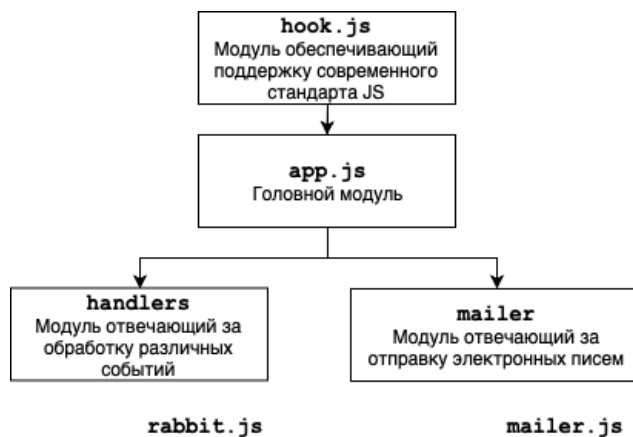 hook.js
Модуль обеспечивающий
поддержку современного
стандарта JS
app.js
Головной модуль
handlers
Модуль отвечающий за
обработку различных
событий
mailer
Модуль отвечающий за
отправку электронных писем
rabbit.js
mailer.js